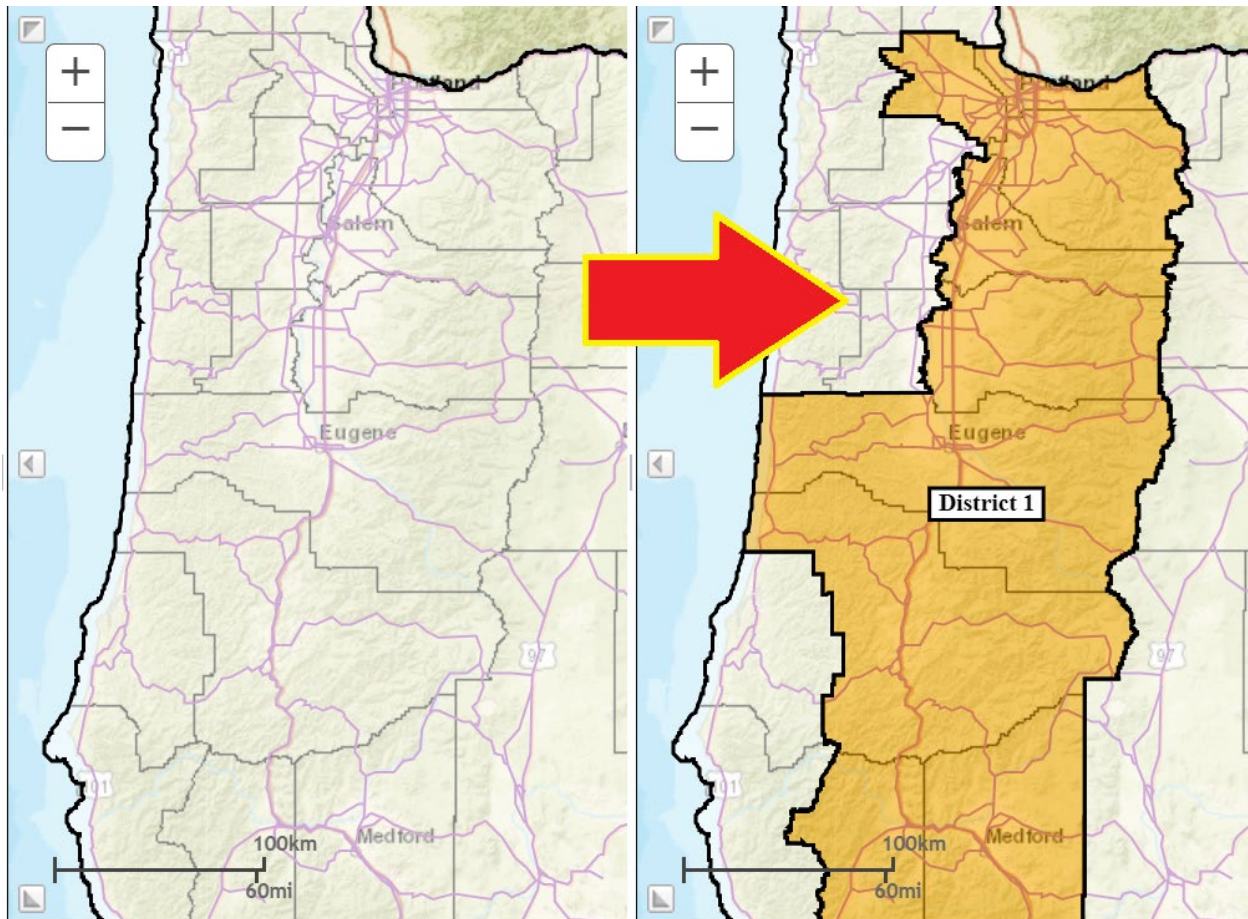 +
−
Portland
Salem
Eugene
97
101
Medford
100km
60mi
+
−
Salem
Eugene
District 1
97
101
Medford
100km
60mi